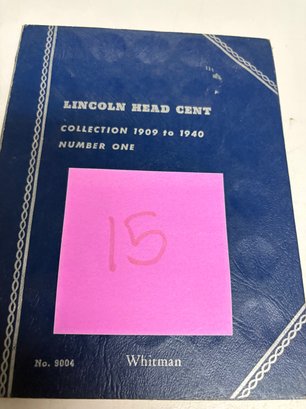 LINCOLN HEAD CENT
COLLECTION 1909 to 1940
NUMBER ONE
15
No. 9004
Whitman